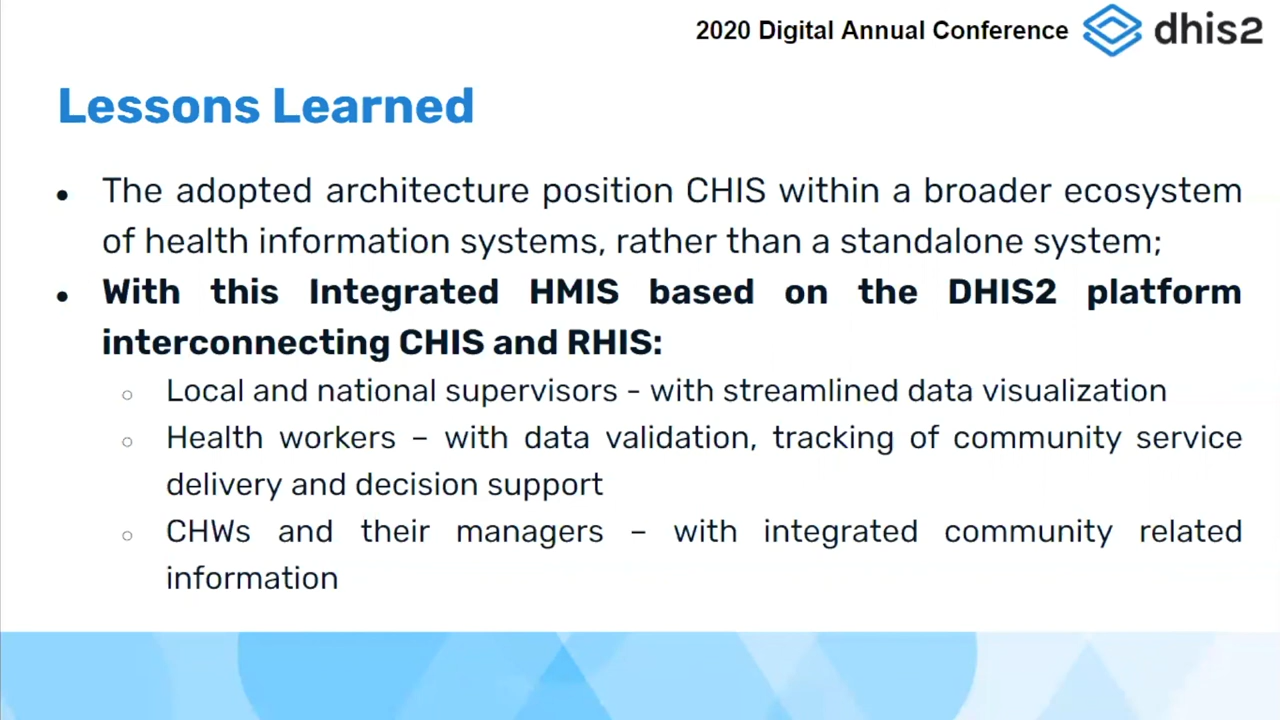 2020 Digital Annual Conference dhis2
Lessons Learned
• The adopted architecture position CHIS within a broader ecosystem
of health information systems, rather than a standalone system;
• With this Integrated HMIS based on the DHIS2 platform
interconnecting CHIS and RHIS:
○ Local and national supervisors - with streamlined data visualization
○ Health workers – with data validation, tracking of community service
delivery and decision support
○ CHWs and their managers – with integrated community related
information